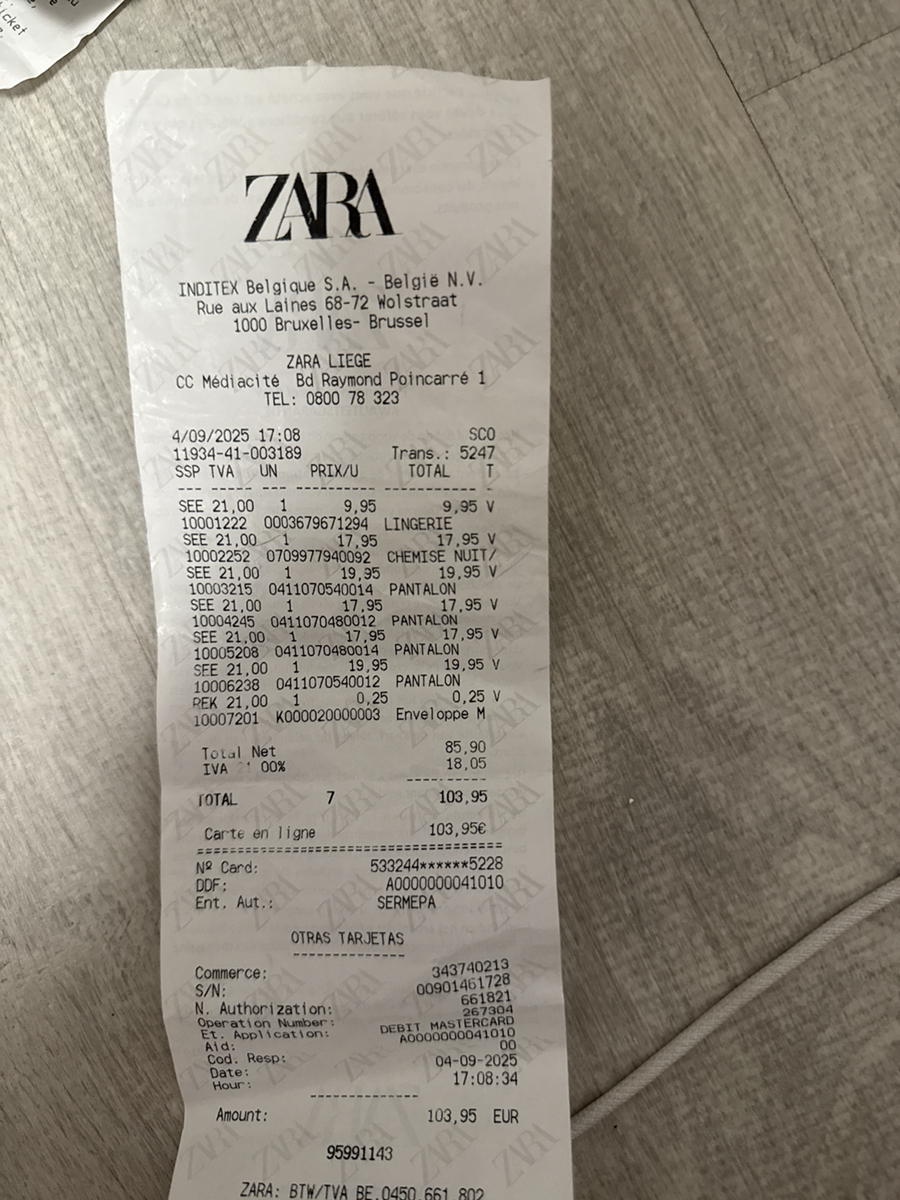 icket
ZARA
INDITEX Belgique S.A. - België N.V.
Rue aux Laines 68-72 Wolstraat
1000 Bruxelles- Brussel
ZARA LIEGE
CC Médiacité Bd Raymond Poincarré 1
TEL: 0800 78 323
4/09/2025 17:08 SCO
11934-41-003189 Trans.: 5247
SSP TVA UN PRIX/U TOTAL T
--- ----- --- ---------- ------------ -
SEE 21,00 1 9,95 9,95 V
10001222 0003679671294 LINGERIE
SEE 21,00 1 17,95 17,95 V
10002252 0709977940092 CHEMISE NUIT/
SEE 21,00 1 19,95 19,95 V
10003215 0411070540014 PANTALON
SEE 21,00 1 17,95 17,95 V
10004245 0411070480012 PANTALON
SEE 21,00 1 17,95 17,95 V
10005208 0411070480014 PANTALON
SEE 21,00 1 19,95 19,95 V
10006238 0411070540012 PANTALON
REK 21,00 1 0,25 0,25 V
10007201 K000020000003 Enveloppe M
Total Net 85,90
IVA 21 00% 18,05
----------
TOTAL 7 103,95
Carte en ligne 103,95€
======================================
Nº Card: 533244******5228
DDF: A0000000041010
Ent. Aut.: SERMEPA
OTRAS TARJETAS
--------------
Commerce: 343740213
S/N: 00901461728
N. Authorization: 661821
Operation Number: 267304
Et. Application: DEBIT MASTERCARD
Aid: A0000000041010
Cod. Resp: 00
Date: 04-09-2025
Hour: 17:08:34
--------------
Amount: 103,95 EUR
95991143
ZARA: BTW/TVA BE.0450.661.802